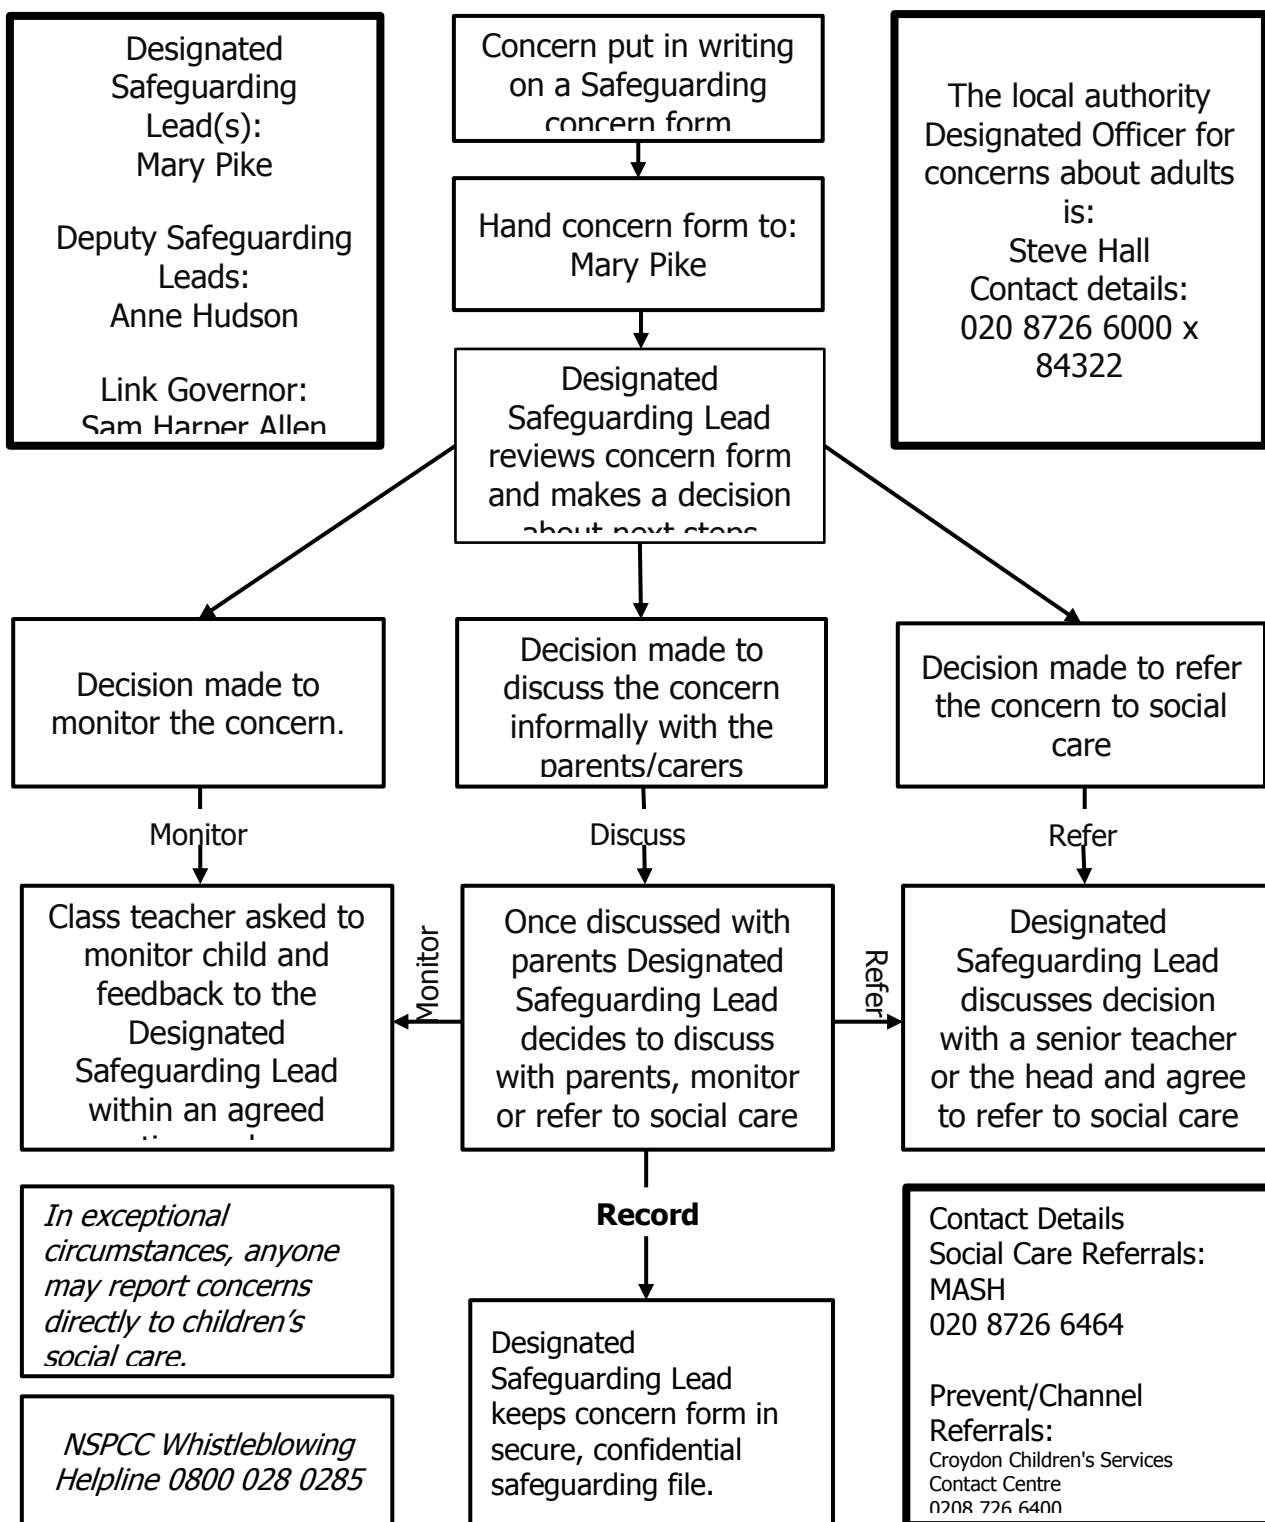 Designated
Safeguarding
Lead(s):
Mary Pike
Deputy Safeguarding
Leads:
Anne Hudson
Link Governor:
Sam Harper Allen
Concern put in writing
on a Safeguarding
concern form
Hand concern form to:
Mary Pike
The local authority
Designated Officer for
concerns about adults
is:
Steve Hall
Contact details:
020 8726 6000 x
84322
Designated
Safeguarding Lead
reviews concern form
and makes a decision
about next steps
Decision made to
monitor the concern.
Decision made to
discuss the concern
informally with the
parents/carers
Decision made to refer
the concern to social
care
Monitor
Discuss
Refer
Class teacher asked to
monitor child and
feedback to the
Designated
Safeguarding Lead
within an agreed
Monitor
Once discussed with
parents Designated
Safeguarding Lead
decides to discuss
with parents, monitor
or refer to social care
Refer
Designated
Safeguarding Lead
discusses decision
with a senior teacher
or the head and agree
to refer to social care
In exceptional
circumstances, anyone
may report concerns
directly to children's
social care.
Record
NSPCC Whistleblowing
Helpline 0800 028 0285
Designated
Safeguarding Lead
keeps concern form in
secure, confidential
safeguarding file.
Contact Details
Social Care Referrals:
MASH
020 8726 6464
Prevent/Channel
Referrals:
Croydon Children's Services
Contact Centre
0208 726 6400